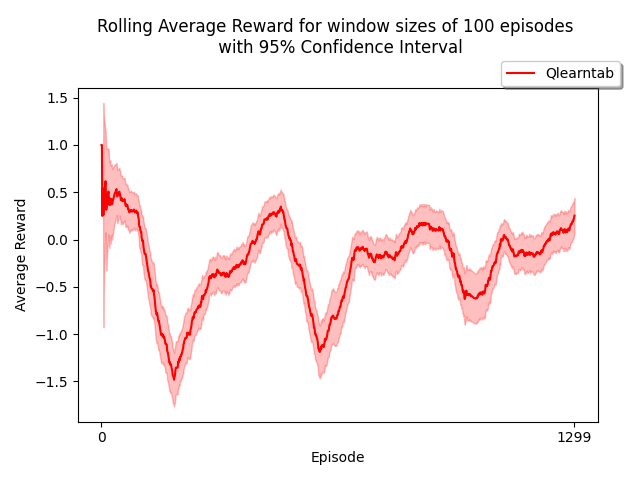 Rolling Average Reward for window sizes of 100 episodes
with 95% Confidence Interval
Qlearntab
1.5
1.0
0.5
0.0
−0.5
−1.0
−1.5
Average Reward
0
1299
Episode